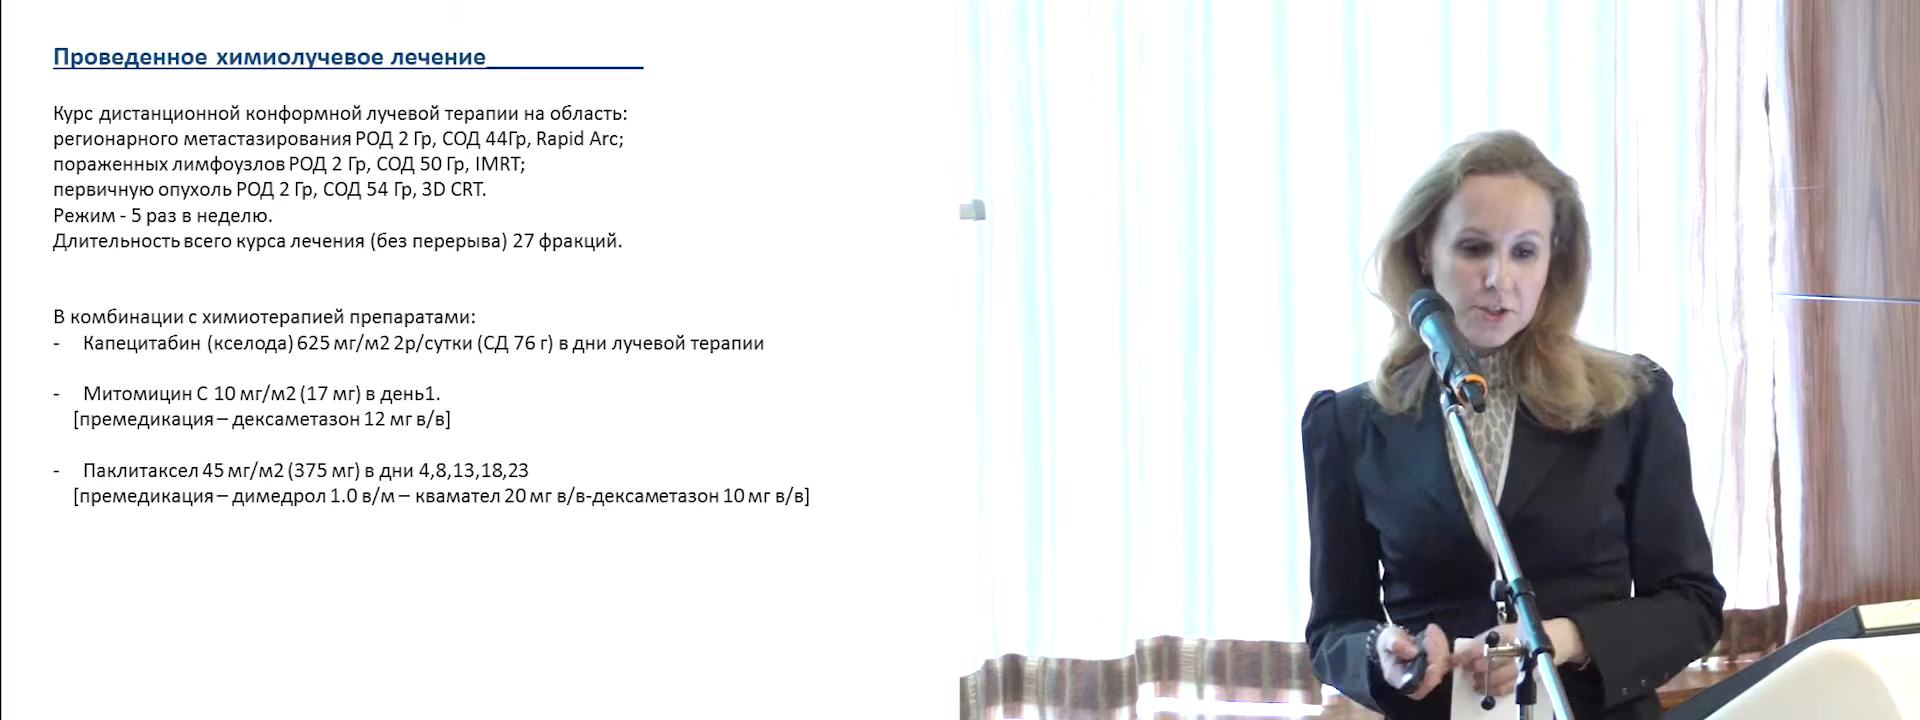 Проведенное химиолучевое лечение
Курс дистанционной конформной лучевой терапии на область:
регионарного метастазирования РОД 2 Гр, СОД 44Гр, Rapid Arc;
пораженных лимфоузлов РОД 2 Гр, СОД 50 Гр, IMRT;
первичную опухоль РОД 2 Гр, СОД 54 Гр, 3D CRT.
Режим - 5 раз в неделю.
Длительность всего курса лечения (без перерыва) 27 фракций.
В комбинации с химиотерапией препаратами:
- Капецитабин (кселода) 625 мг/м2 2р/сутки (СД 76 г) в дни лучевой терапии
- Митомицин С 10 мг/м2 (17 мг) в день1.
[премедикация – дексаметазон 12 мг в/в]
- Паклитаксел 45 мг/м2 (375 мг) в дни 4,8,13,18,23
[премедикация – димедрол 1.0 в/м – квамател 20 мг в/в-дексаметазон 10 мг в/в]